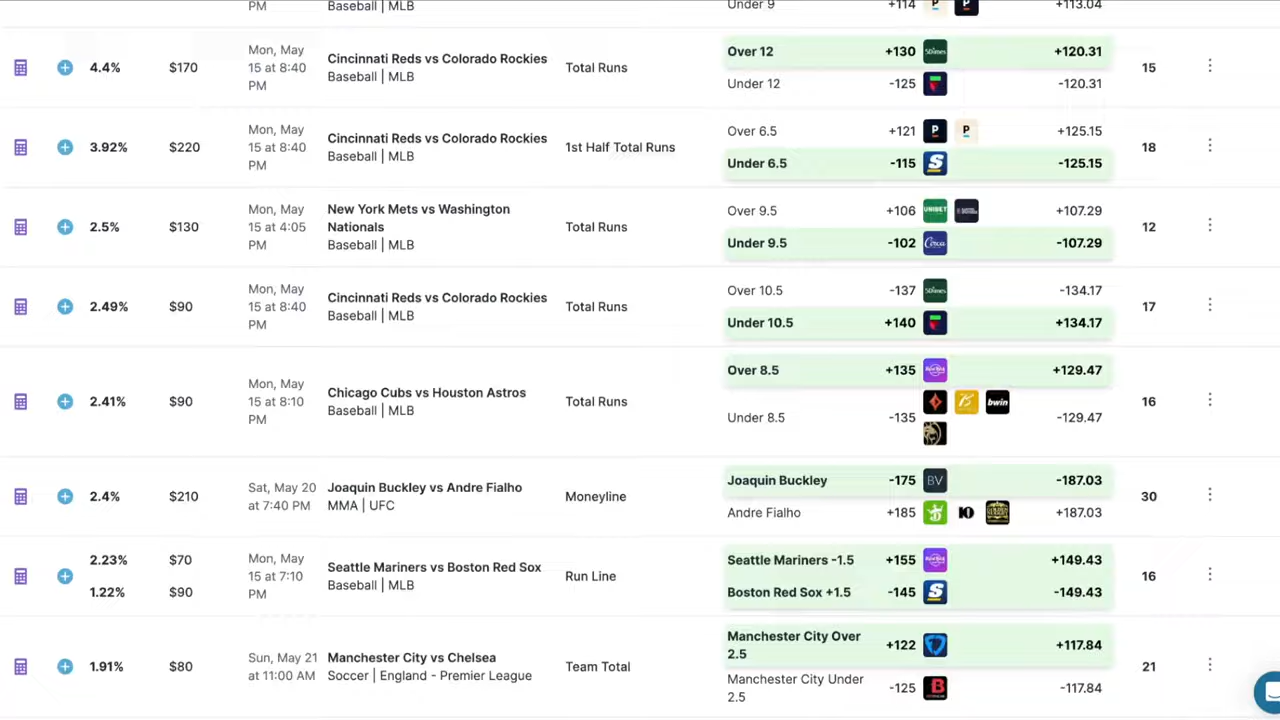 PM
Baseball | MLB
Under 9
+114
+113.04
4.4%
$170
Mon, May
15 at 8:40
PM
Cincinnati Reds vs Colorado Rockies
Baseball | MLB
Total Runs
Over 12
+130
5Dimes
+120.31
Under 12
-125
-120.31
15
3.92%
$220
Mon, May
15 at 8:40
PM
Cincinnati Reds vs Colorado Rockies
Baseball | MLB
1st Half Total Runs
Over 6.5
+121
P
P
+125.15
Under 6.5
-115
S
-125.15
18
2.5%
$130
Mon, May
15 at 4:05
PM
New York Mets vs Washington
Nationals
Baseball | MLB
Total Runs
Over 9.5
+106
UNIBET
+107.29
Under 9.5
-102
Circa
-107.29
12
2.49%
$90
Mon, May
15 at 8:40
PM
Cincinnati Reds vs Colorado Rockies
Baseball | MLB
Total Runs
Over 10.5
-137
5Dimes
-134.17
Under 10.5
+140
+134.17
17
2.41%
$90
Mon, May
15 at 8:10
PM
Chicago Cubs vs Houston Astros
Baseball | MLB
Total Runs
Over 8.5
+135
+129.47
Under 8.5
-135
bwin
-129.47
16
2.4%
$210
Sat, May 20
at 7:40 PM
Joaquin Buckley vs Andre Fialho
MMA | UFC
Moneyline
Joaquin Buckley
-175
BV
-187.03
Andre Fialho
+185
10
+187.03
30
2.23%
$70
1.22%
$90
Mon, May
15 at 7:10
PM
Seattle Mariners vs Boston Red Sox
Baseball | MLB
Run Line
Seattle Mariners -1.5
+155
+149.43
Boston Red Sox +1.5
-145
S
-149.43
16
1.91%
$80
Sun, May 21
at 11:00 AM
Manchester City vs Chelsea
Soccer | England - Premier League
Team Total
Manchester City Over
2.5
+122
+117.84
Manchester City Under
2.5
-125
B
-117.84
21